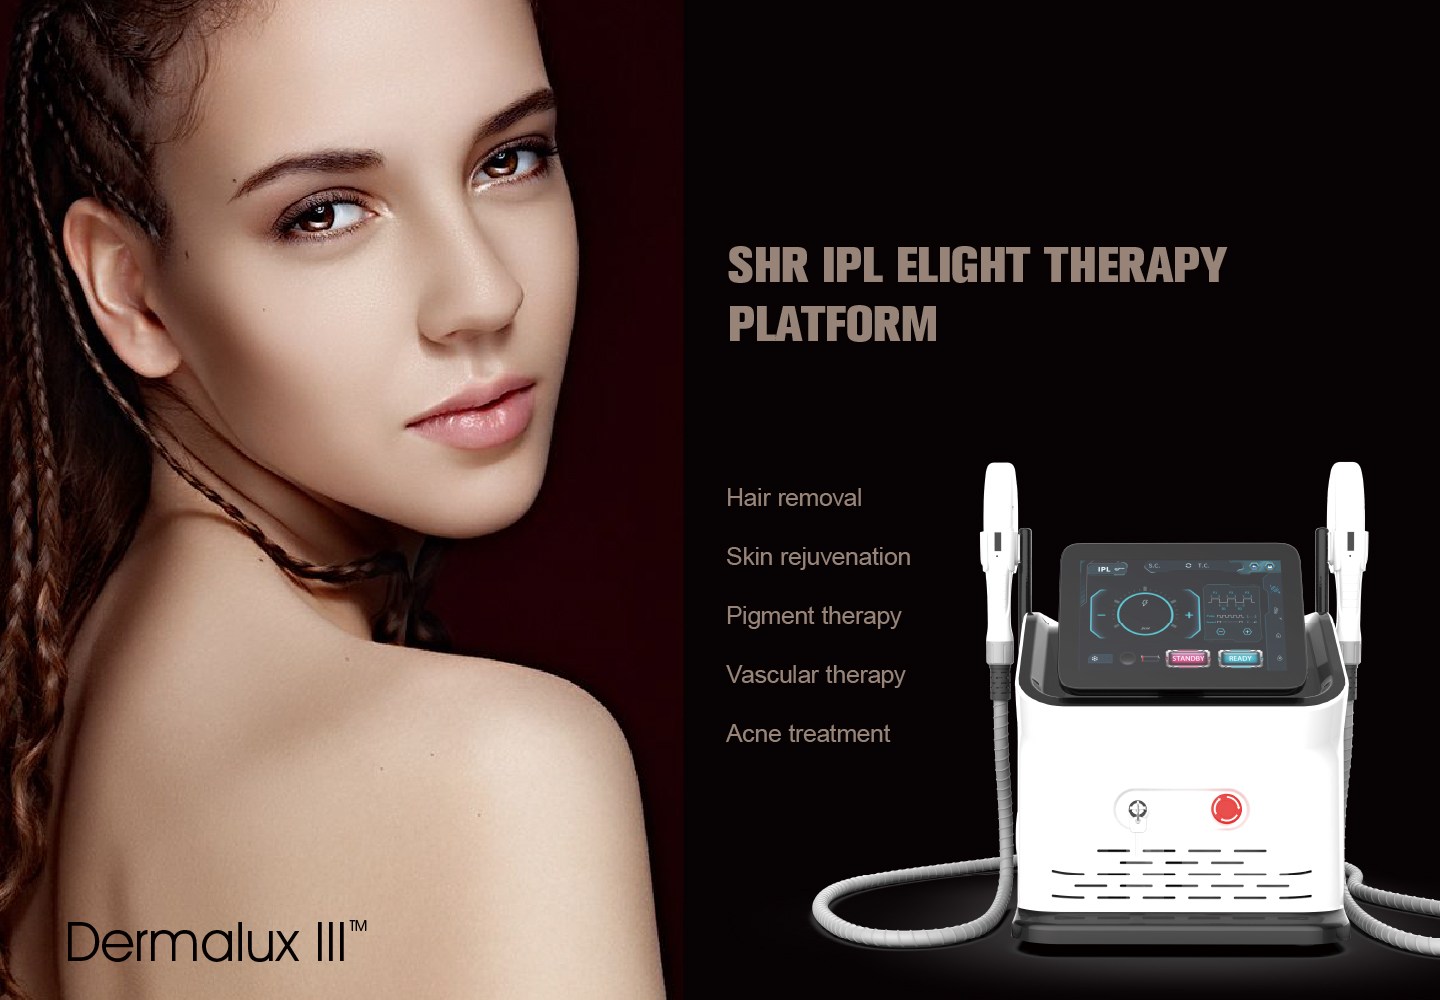 SHR IPL ELIGHT THERAPY
PLATFORM
Hair removal
Skin rejuvenation
Pigment therapy
Vascular therapy
Acne treatment
IPL
S.C.
F.C.
STANDBY
READY
Dermalux III™